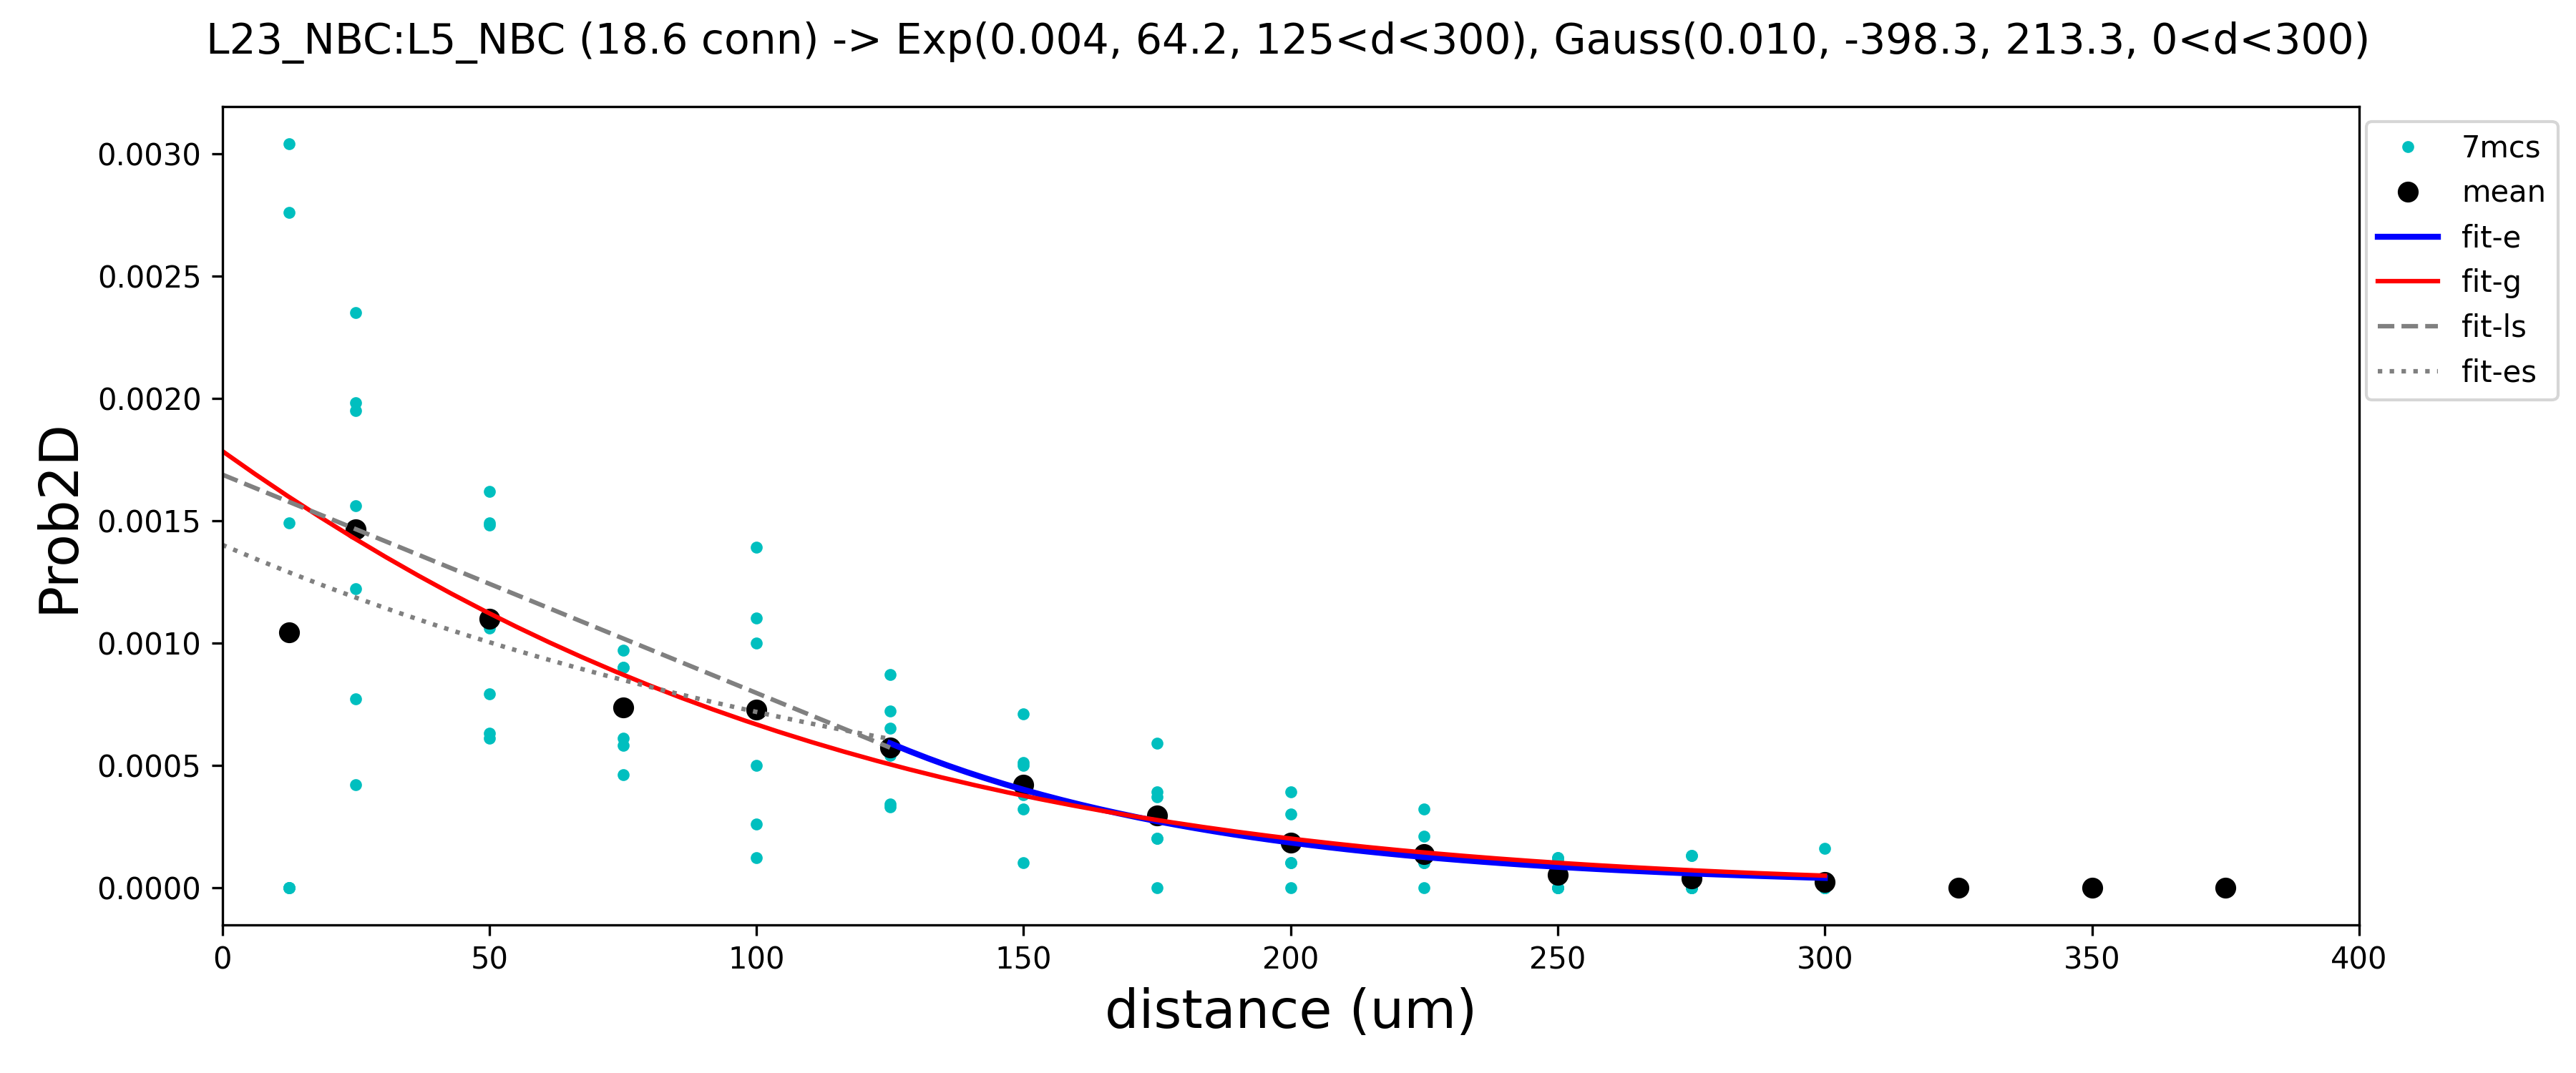 L23_NBC:L5_NBC (18.6 conn) -> Exp(0.004, 64.2, 125<d<300), Gauss(0.010, -398.3, 213.3, 0<d<300)
0.0030
0.0025
0.0020
0.0015
0.0010
0.0005
0.0000
Prob2D
0 50 100 150 200 250 300 350 400
distance (um)
7mcs
mean
fit-e
fit-g
fit-ls
fit-es